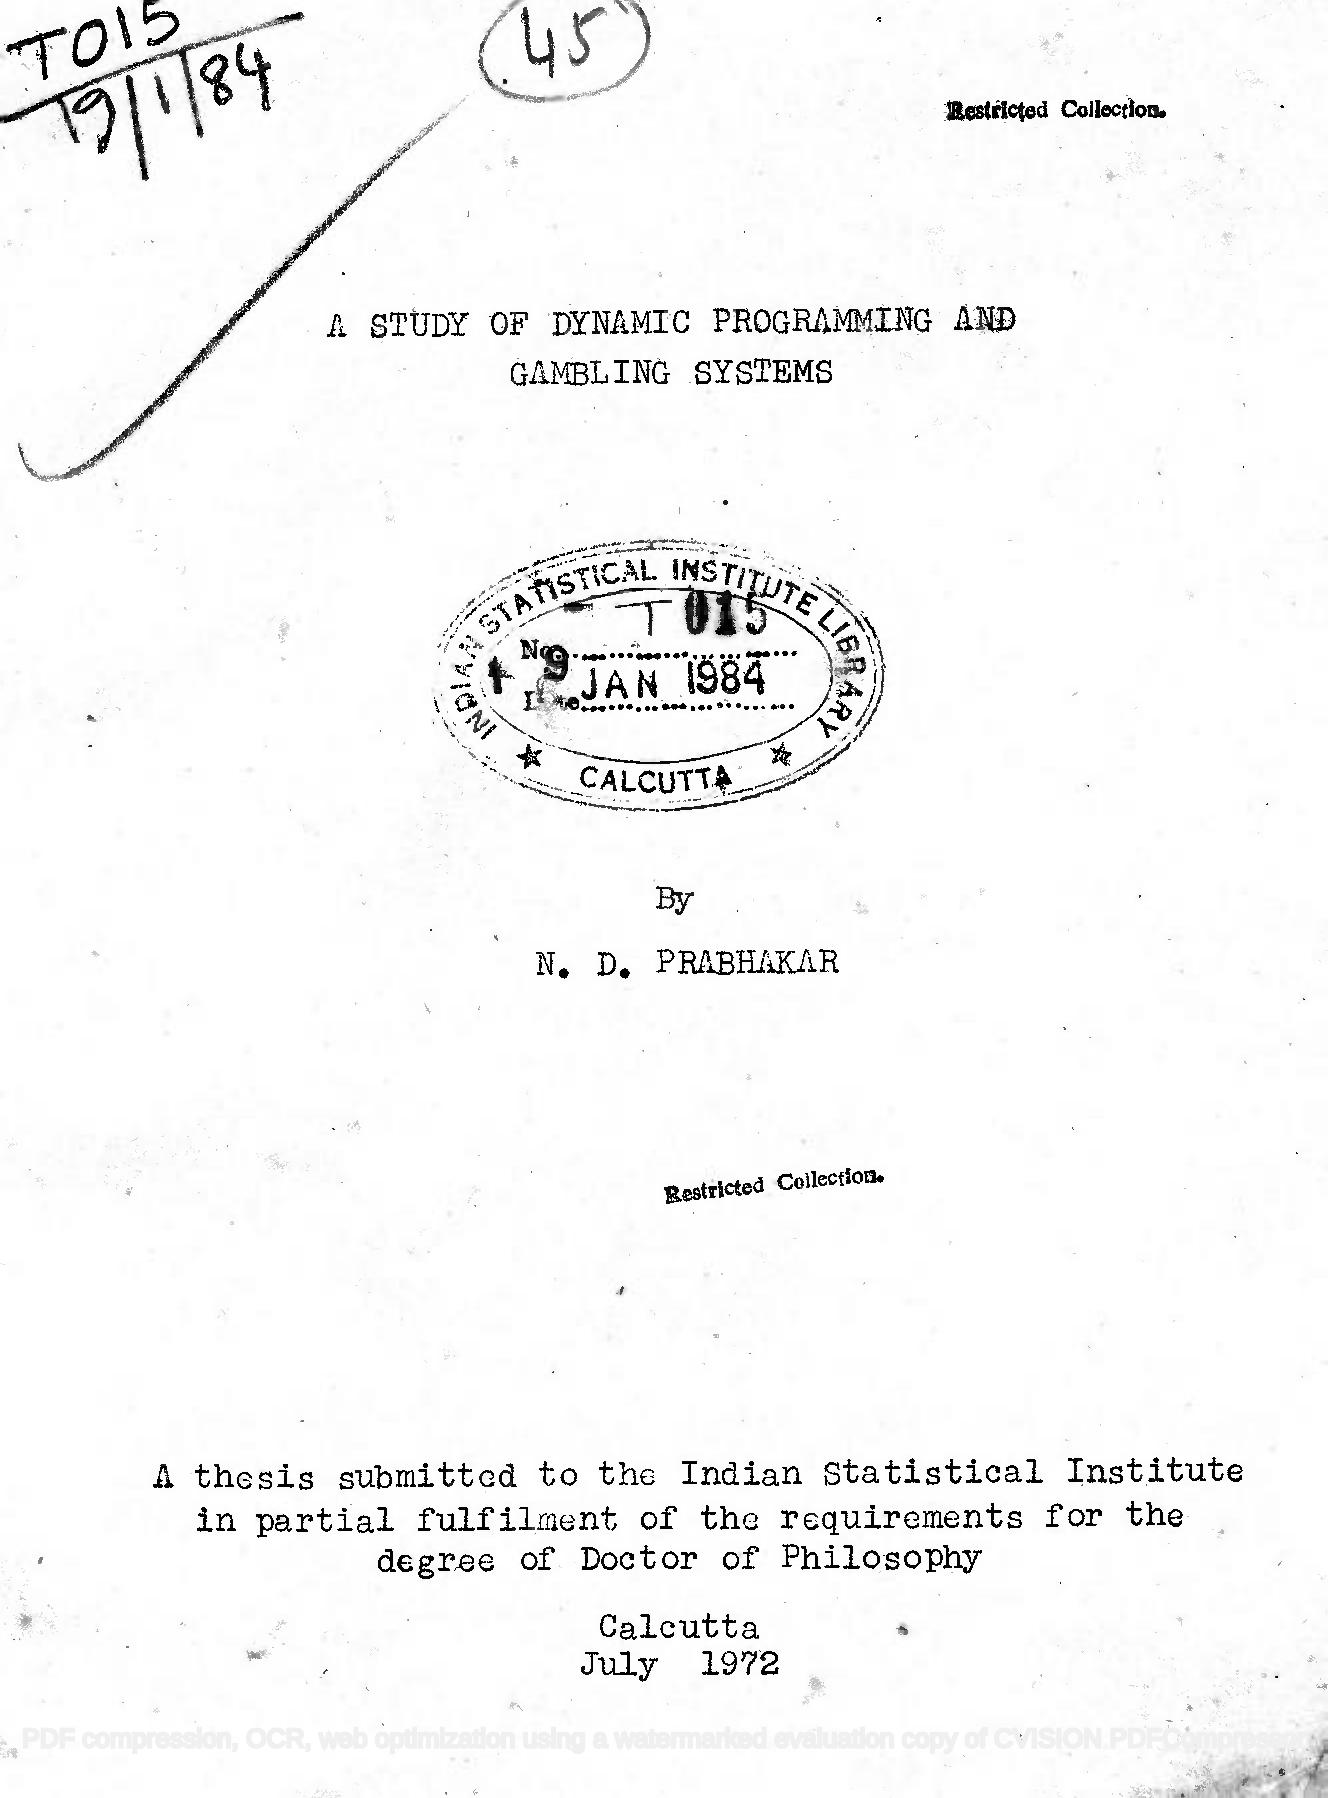 T015
19/1/84
45
Restricted Collection.
A STUDY OF DYNAMIC PROGRAMMING AND
GAMBLING SYSTEMS
INDIAN STATISTICAL INSTITUTE LIBRARY
No. T 015
Date 19 JAN 1984
CALCUTTA
By
N. D. PRABHAKAR
Restricted Collection.
A thesis submitted to the Indian Statistical Institute
in partial fulfilment of the requirements for the
degree of Doctor of Philosophy
Calcutta
July 1972
PDF compression, OCR, web optimization using a watermarked evaluation copy of CVISION PDFCompres